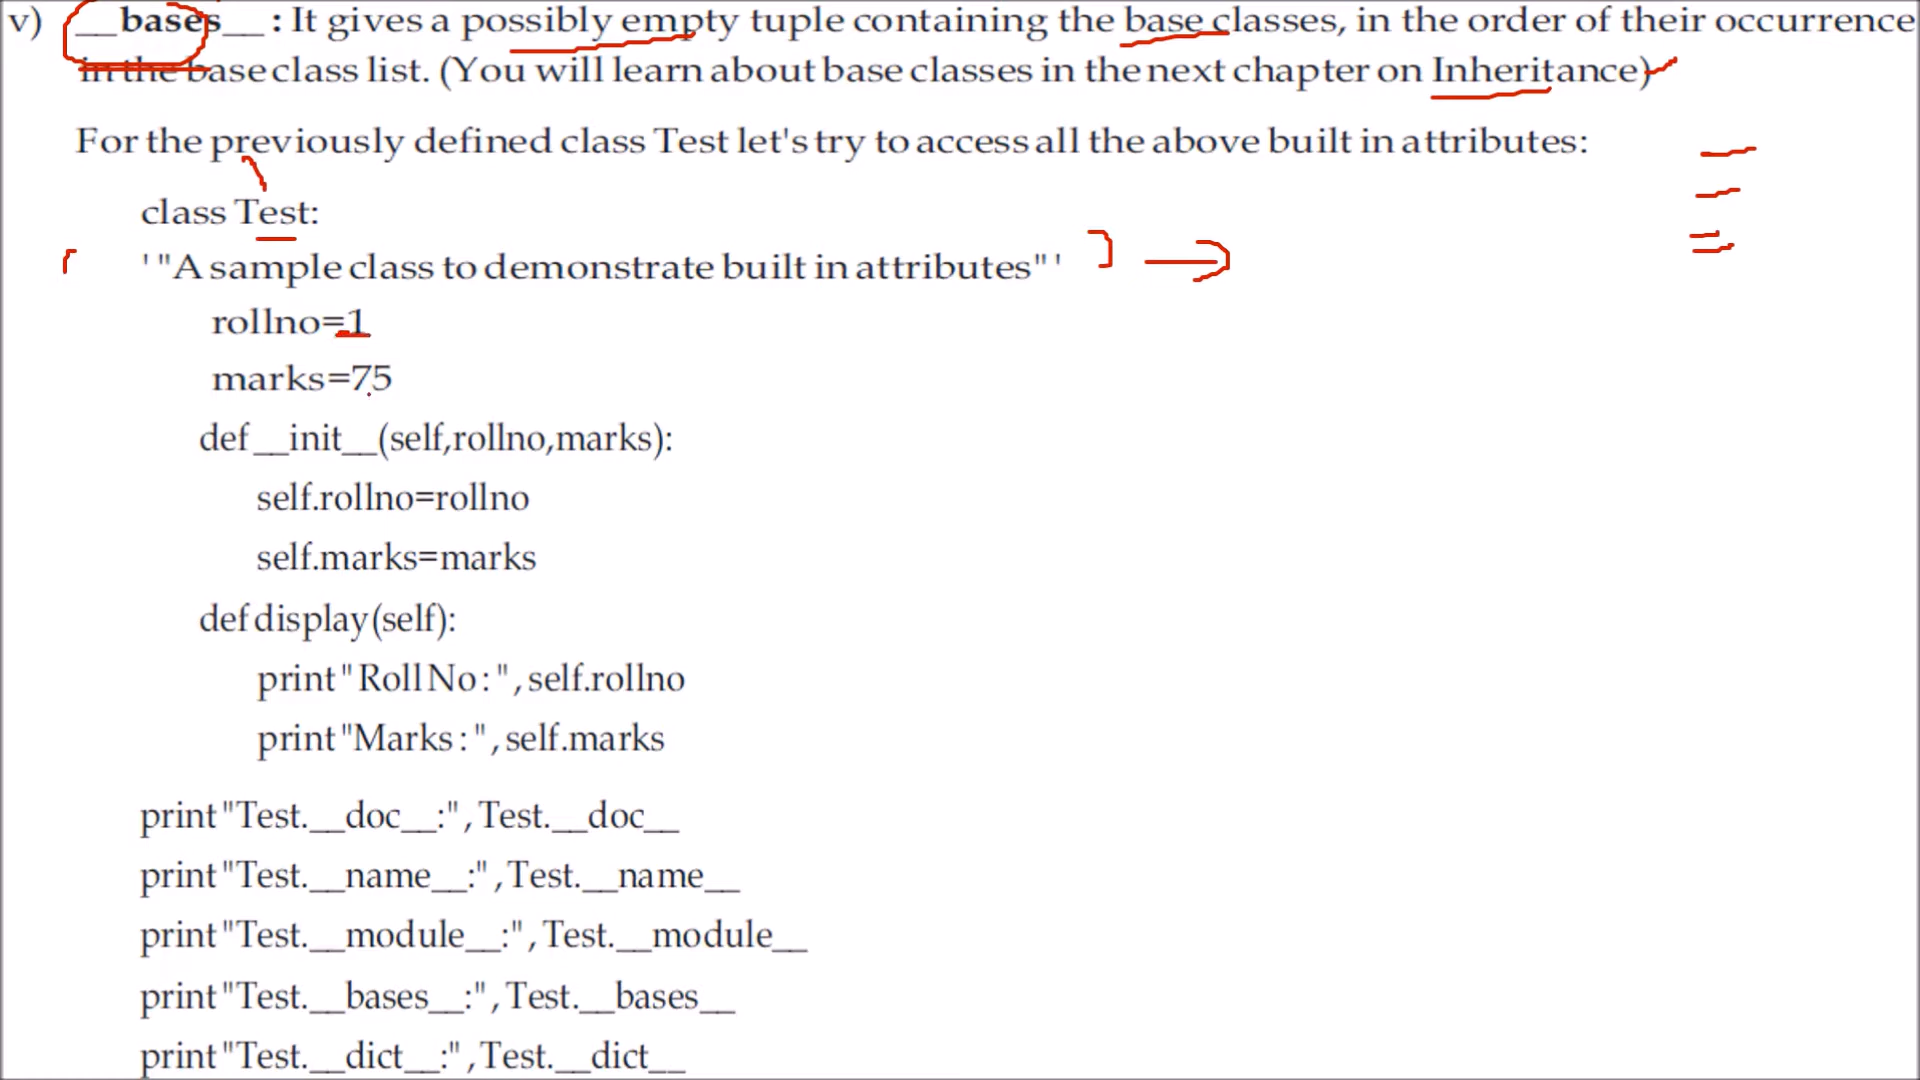 v) __bases__ : It gives a possibly empty tuple containing the base classes, in the order of their occurrence
in the base class list. (You will learn about base classes in the next chapter on Inheritance)
For the previously defined class Test let's try to access all the above built in attributes:
class Test:
'"A sample class to demonstrate built in attributes"'
rollno=1
marks=75
def __init__(self,rollno,marks):
self.rollno=rollno
self.marks=marks
def display(self):
print "Roll No : ", self.rollno
print "Marks : ", self.marks
print "Test.__doc__:", Test.__doc__
print "Test.__name__:", Test.__name__
print "Test.__module__:", Test.__module__
print "Test.__bases__:", Test.__bases__
print "Test.__dict__:", Test.__dict__